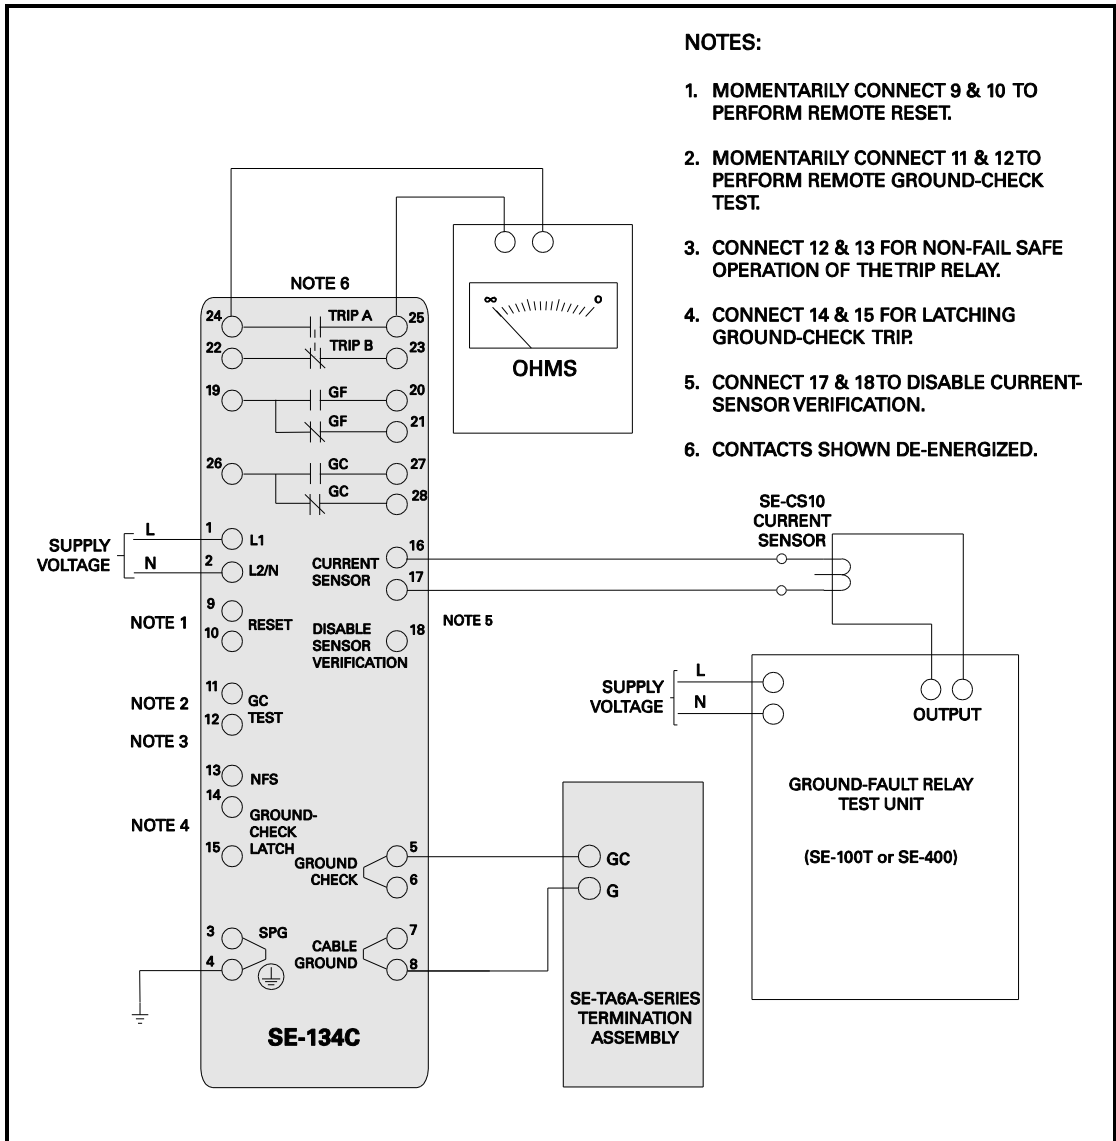 NOTES:
1. MOMENTARILY CONNECT 9 & 10 TO
PERFORM REMOTE RESET.
2. MOMENTARILY CONNECT 11 & 12 TO
PERFORM REMOTE GROUND-CHECK
TEST.
3. CONNECT 12 & 13 FOR NON-FAIL SAFE
OPERATION OF THE TRIP RELAY.
4. CONNECT 14 & 15 FOR LATCHING
GROUND-CHECK TRIP.
5. CONNECT 17 & 18 TO DISABLE CURRENT-
SENSOR VERIFICATION.
6. CONTACTS SHOWN DE-ENERGIZED.
NOTE 6
24 TRIP A 25
22 TRIP B 23
19 GF 20
GF 21
26 GC 27
GC 28
∞ 0
OHMS
SUPPLY
VOLTAGE
L
N
1 L1
2 L2/N
CURRENT
SENSOR
16
17
SE-CS10
CURRENT
SENSOR
NOTE 1
9
10
RESET
DISABLE
SENSOR
VERIFICATION
18
NOTE 5
NOTE 2
11
12
GC
TEST
NOTE 3
13 NFS
14
NOTE 4
15
GROUND-
CHECK
LATCH
GROUND
CHECK
5
6
3 SPG
4
CABLE
GROUND
7
8
SE-134C
GC
G
SE-TA6A-SERIES
TERMINATION
ASSEMBLY
SUPPLY
VOLTAGE
L
N
OUTPUT
GROUND-FAULT RELAY
TEST UNIT
(SE-100T or SE-400)